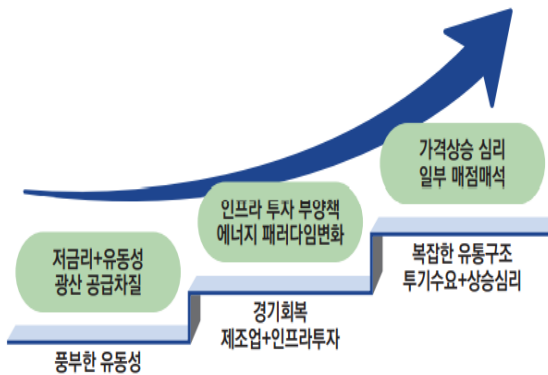 가격상승 심리
일부 매점매석
인프라 투자 부양책
에너지 패러다임변화
저금리+유동성
광산 공급차질
복잡한 유통구조
투기수요+상승심리
경기회복
제조업+인프라투자
풍부한 유동성